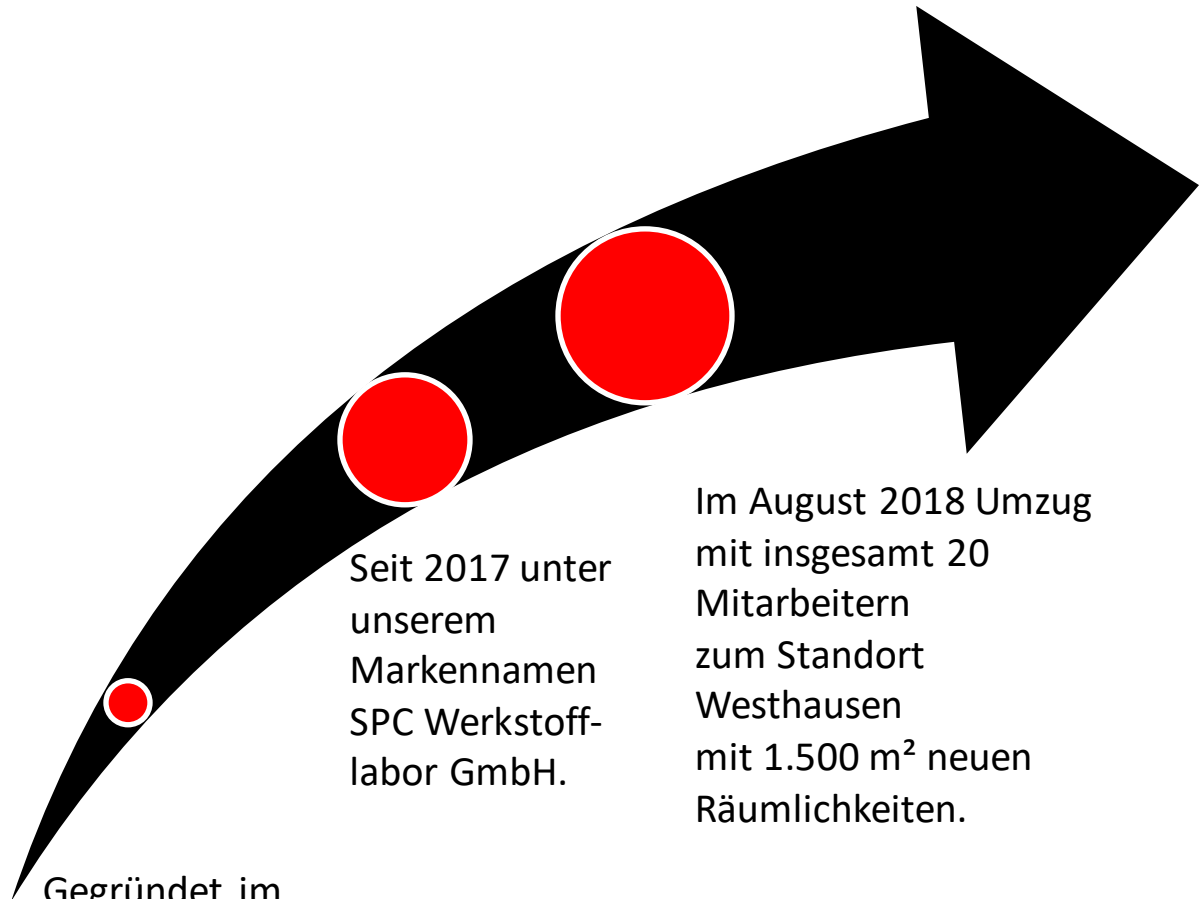 Seit 2017 unter
unserem
Markennamen
SPC Werkstoff-
labor GmbH.
Im August 2018 Umzug
mit insgesamt 20
Mitarbeitern
zum Standort
Westhausen
mit 1.500 m² neuen
Räumlichkeiten.
Gegründet im